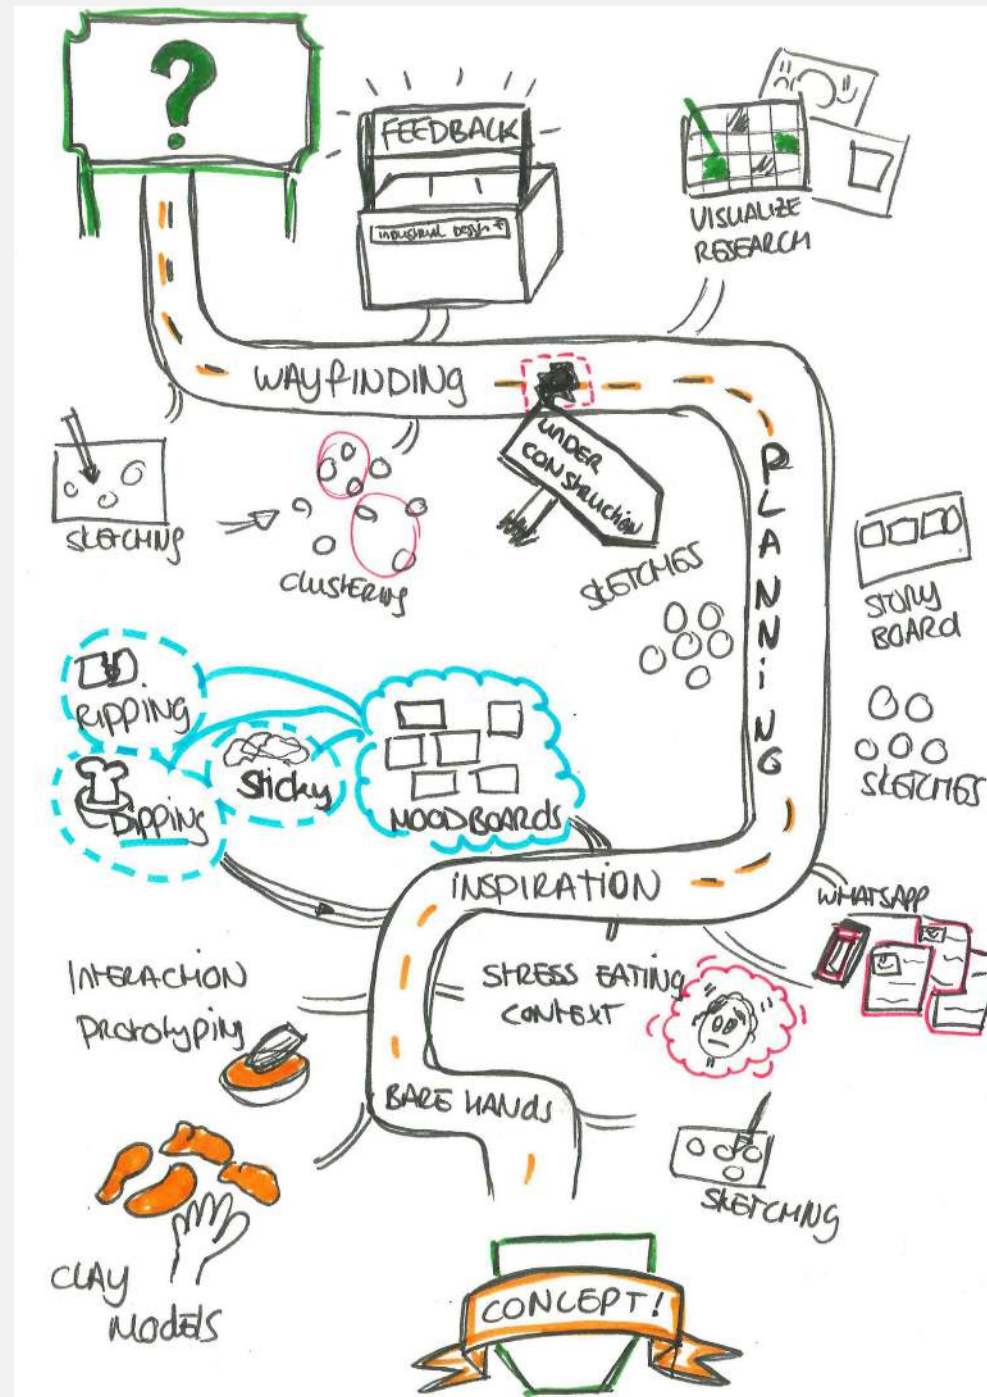 ?
FEEDBACK
INDUSTRIAL DESIGN
VISUALIZE
RESEARCH
WAYFINDING
UNDER
CONSTRUCTION
PLANNING
SKETCHING
CLUSTERING
SKETCHES
STORY
BOARD
SKETCHES
RIPPING
Sticky
DIPPING
MOODBOARDS
INSPIRATION
WHATSAPP
INTERACTION
PROTOTYPING
STRESS EATING
CONTEXT
BARE HANDS
SKETCHING
CLAY
MODELS
CONCEPT!